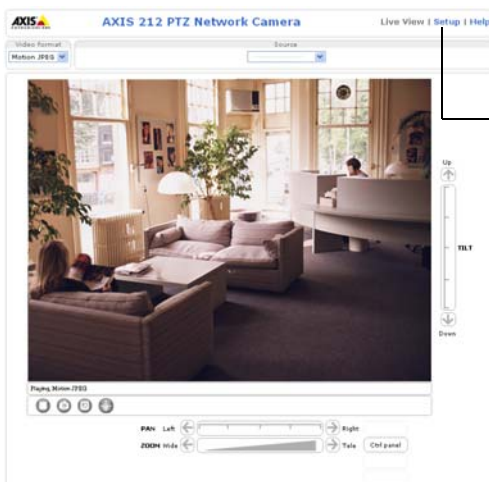 AXIS
AXIS 212 PTZ Network Camera
Live View | Setup | Help
Video format
Source
Motion JPEG
Up
TILT
Down
Playing, Motion JPEG
PAN Left Right
ZOOM Wide Tele Ctrl panel